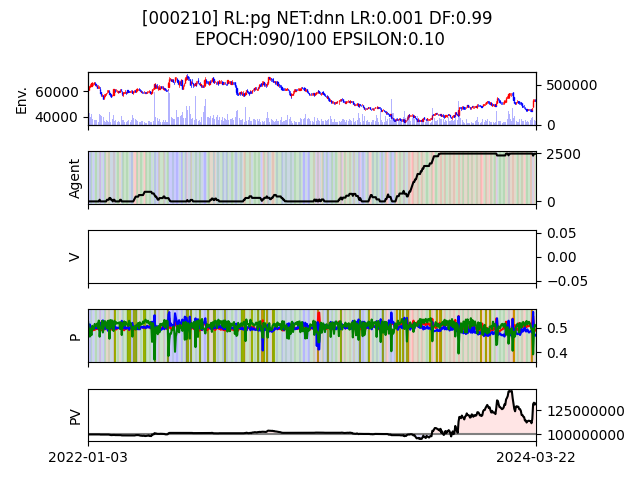 [000210] RL:pg NET:dnn LR:0.001 DF:0.99
EPOCH:090/100 EPSILON:0.10
Env.
60000
40000
500000
0
Agent
2500
0
V
0.05
0.00
−0.05
P
0.5
0.4
PV
125000000
100000000
2022-01-03
2024-03-22